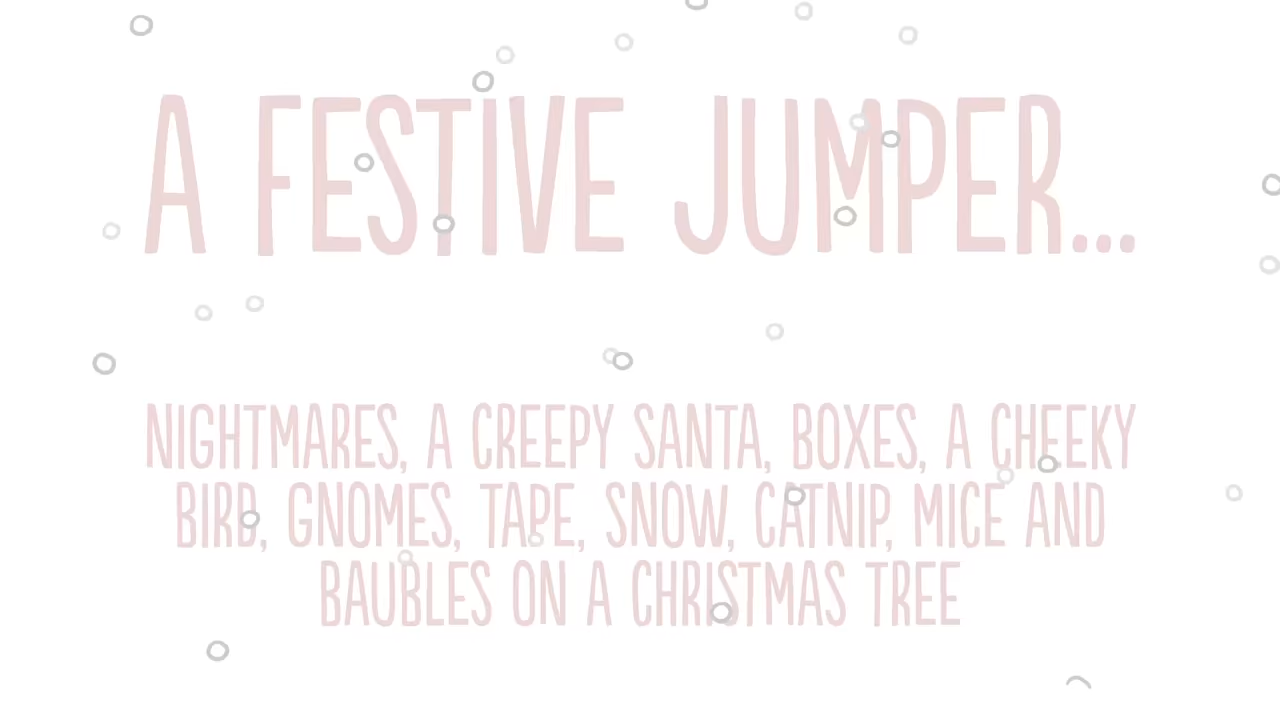 A FESTIVE JUMPER...
NIGHTMARES, A CREEPY SANTA, BOXES, A CHEEKY
BIRD, GNOMES, TAPE, SNOW, CATNIP, MICE AND
BAUBLES ON A CHRISTMAS TREE